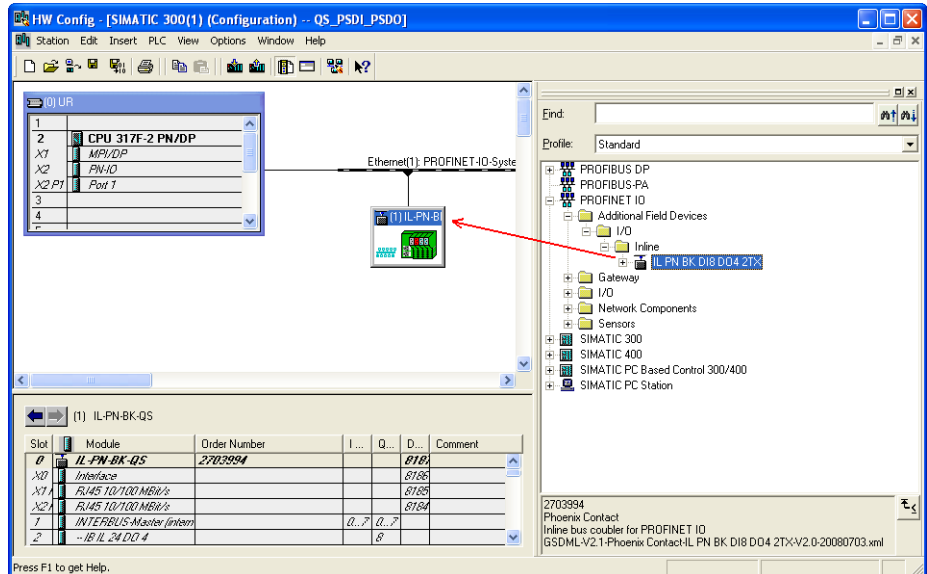 HW Config - [SIMATIC 300(1) (Configuration) -- QS_PSDI_PSDO]
Station Edit Insert PLC View Options Window Help
(0) UR
1
2 CPU 317F-2 PN/DP
X1 MPI/DP
X2 PN-IO
X2 P1 Port 1
3
4
Ethernet(1): PROFINET-IO-Syste
(1) IL-PN-B
Find:
Profile: Standard
PROFIBUS DP
PROFIBUS-PA
PROFINET IO
Additional Field Devices
I/O
Inline
IL PN BK DI8 DO4 2TX
Gateway
I/O
Network Components
Sensors
SIMATIC 300
SIMATIC 400
SIMATIC PC Based Control 300/400
SIMATIC PC Station
(1) IL-PN-BK-QS
Slot Module Order Number I ... Q... D... Comment
0 IL-PN-BK-QS 2703994 8187
X0 Interface 8186
X1 RJ45 10/100 MBit/s 8185
X2 RJ45 10/100 MBit/s 8184
1 INTERBUS-Master (intern 0..7 0..7
2 -- IB IL 24 DO 4 8
2703994
Phoenix Contact
Inline bus coubler for PROFINET IO
GSDML-V2.1-Phoenix Contact-IL PN BK DI8 DO4 2TX-V2.0-20080703.xml
Press F1 to get Help.